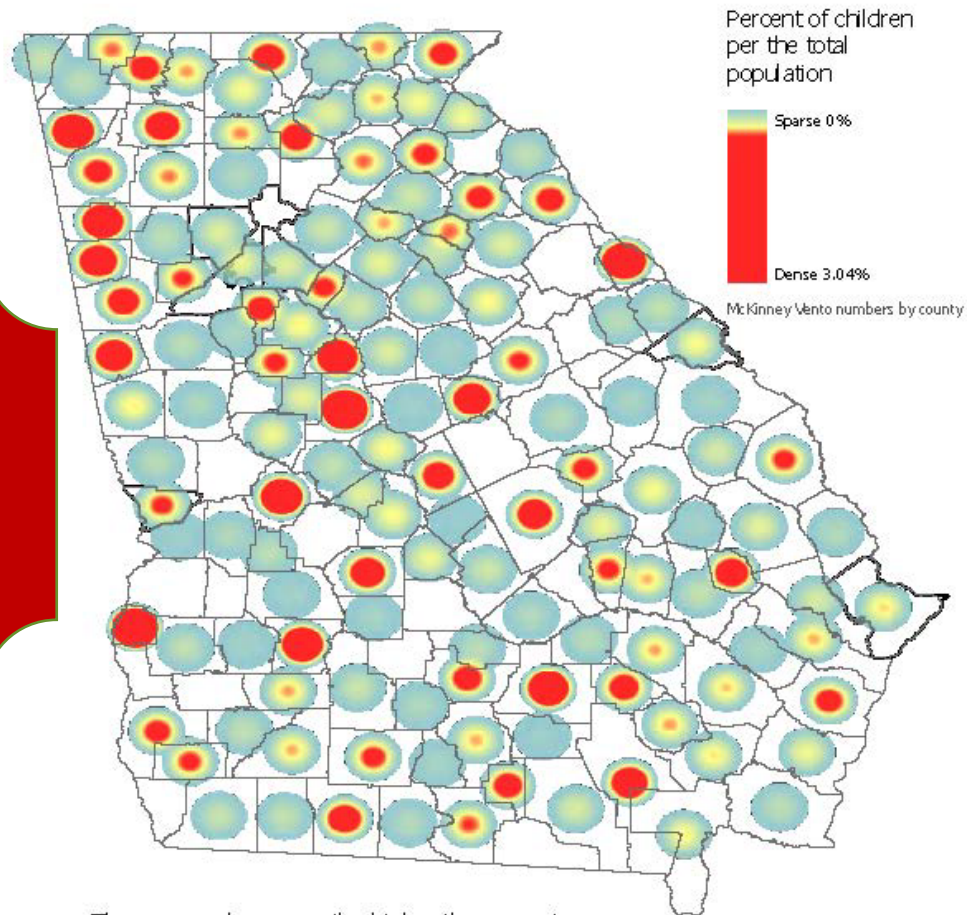 Percent of children
per the total
population
Sparse 0%
Dense 3.04%
McKinney Vento numbers by county